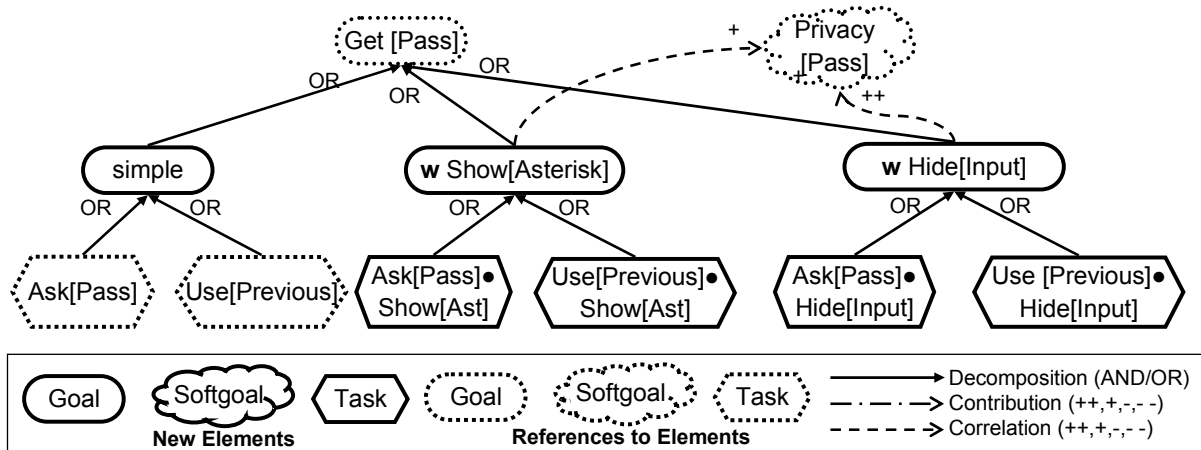 Get [Pass]
+
Privacy
[Pass]
+
OR
OR
OR
++
simple
w Show[Asterisk]
w Hide[Input]
OR
OR
OR
OR
OR
OR
Ask[Pass]
Use[Previous]
Ask[Pass]●
Show[Ast]
Use[Previous]●
Show[Ast]
Ask[Pass]●
Hide[Input]
Use [Previous]●
Hide[Input]
Goal
Softgoal
Task
New Elements
Goal
Softgoal
Task
References to Elements
Decomposition (AND/OR)
Contribution (++,+,-,- -)
Correlation (++,+,-,- -)